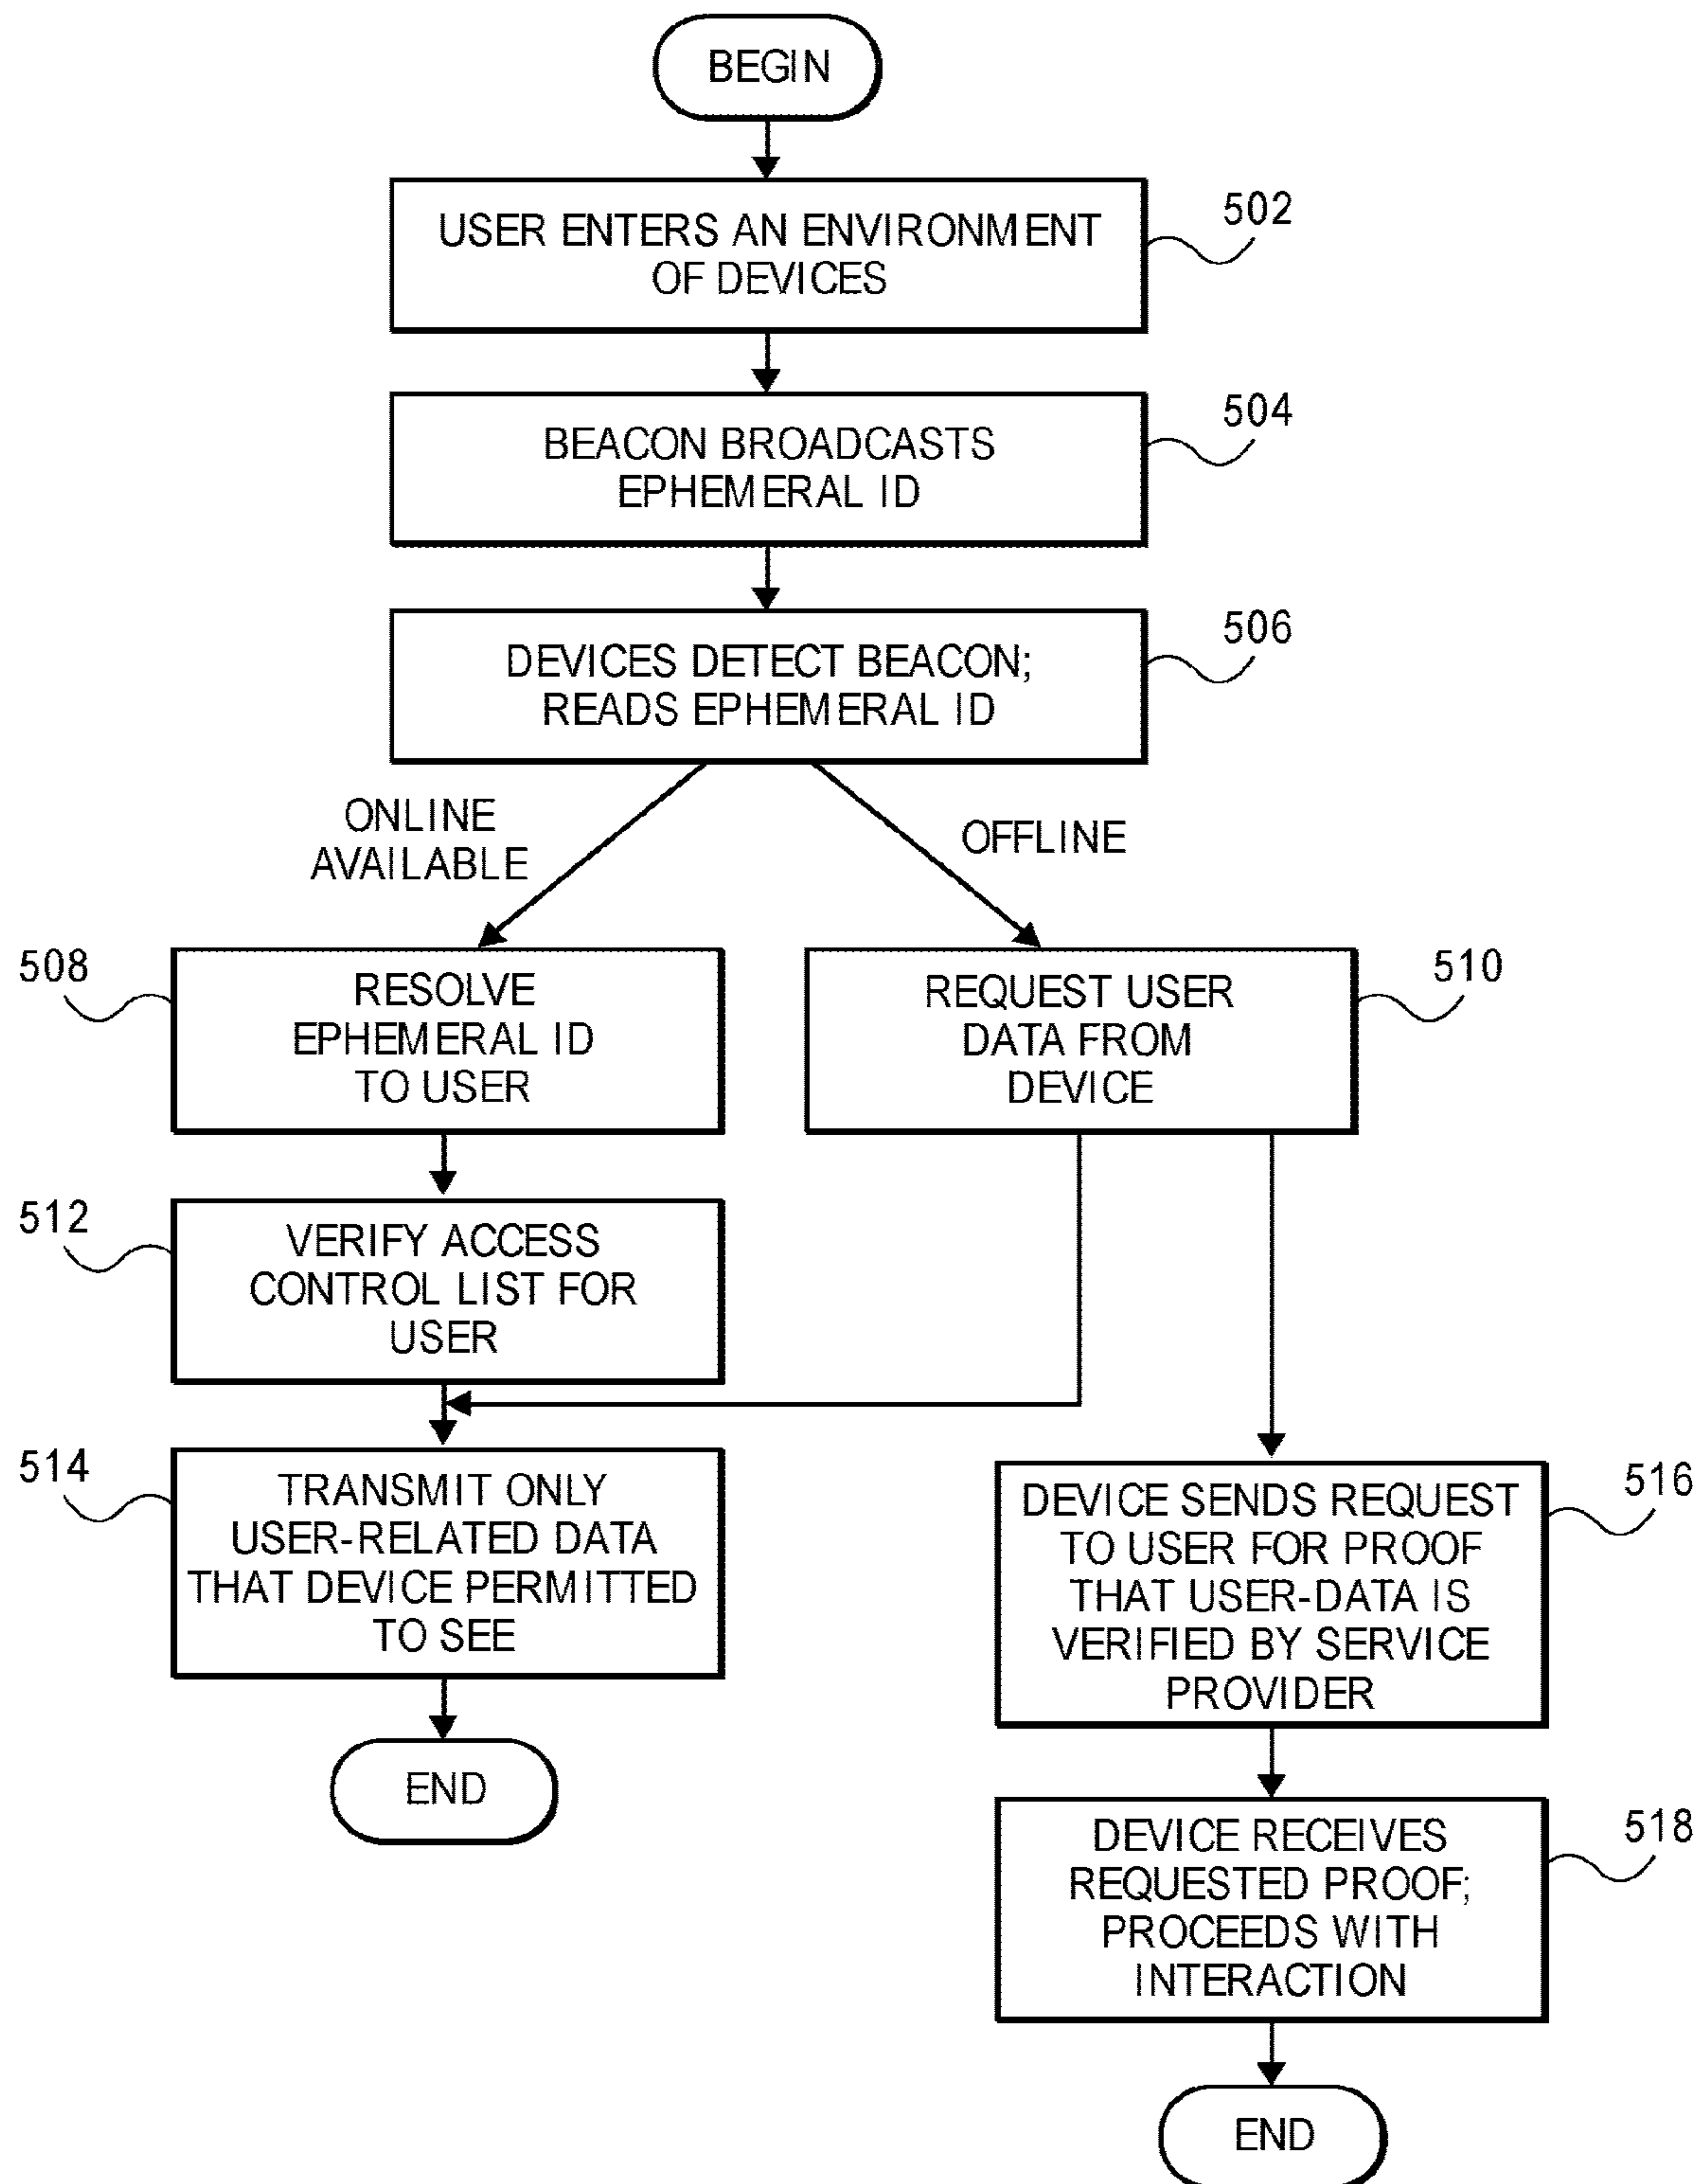 BEGIN
USER ENTERS AN ENVIRONMENT
OF DEVICES
502
BEACON BROADCASTS
EPHEMERAL ID
504
DEVICES DETECT BEACON;
READS EPHEMERAL ID
506
ONLINE
AVAILABLE
OFFLINE
508
RESOLVE
EPHEMERAL ID
TO USER
REQUEST USER
DATA FROM
DEVICE
510
512
VERIFY ACCESS
CONTROL LIST FOR
USER
514
TRANSMIT ONLY
USER-RELATED DATA
THAT DEVICE PERMITTED
TO SEE
END
DEVICE SENDS REQUEST
TO USER FOR PROOF
THAT USER-DATA IS
VERIFIED BY SERVICE
PROVIDER
516
DEVICE RECEIVES
REQUESTED PROOF;
PROCEEDS WITH
INTERACTION
518
END